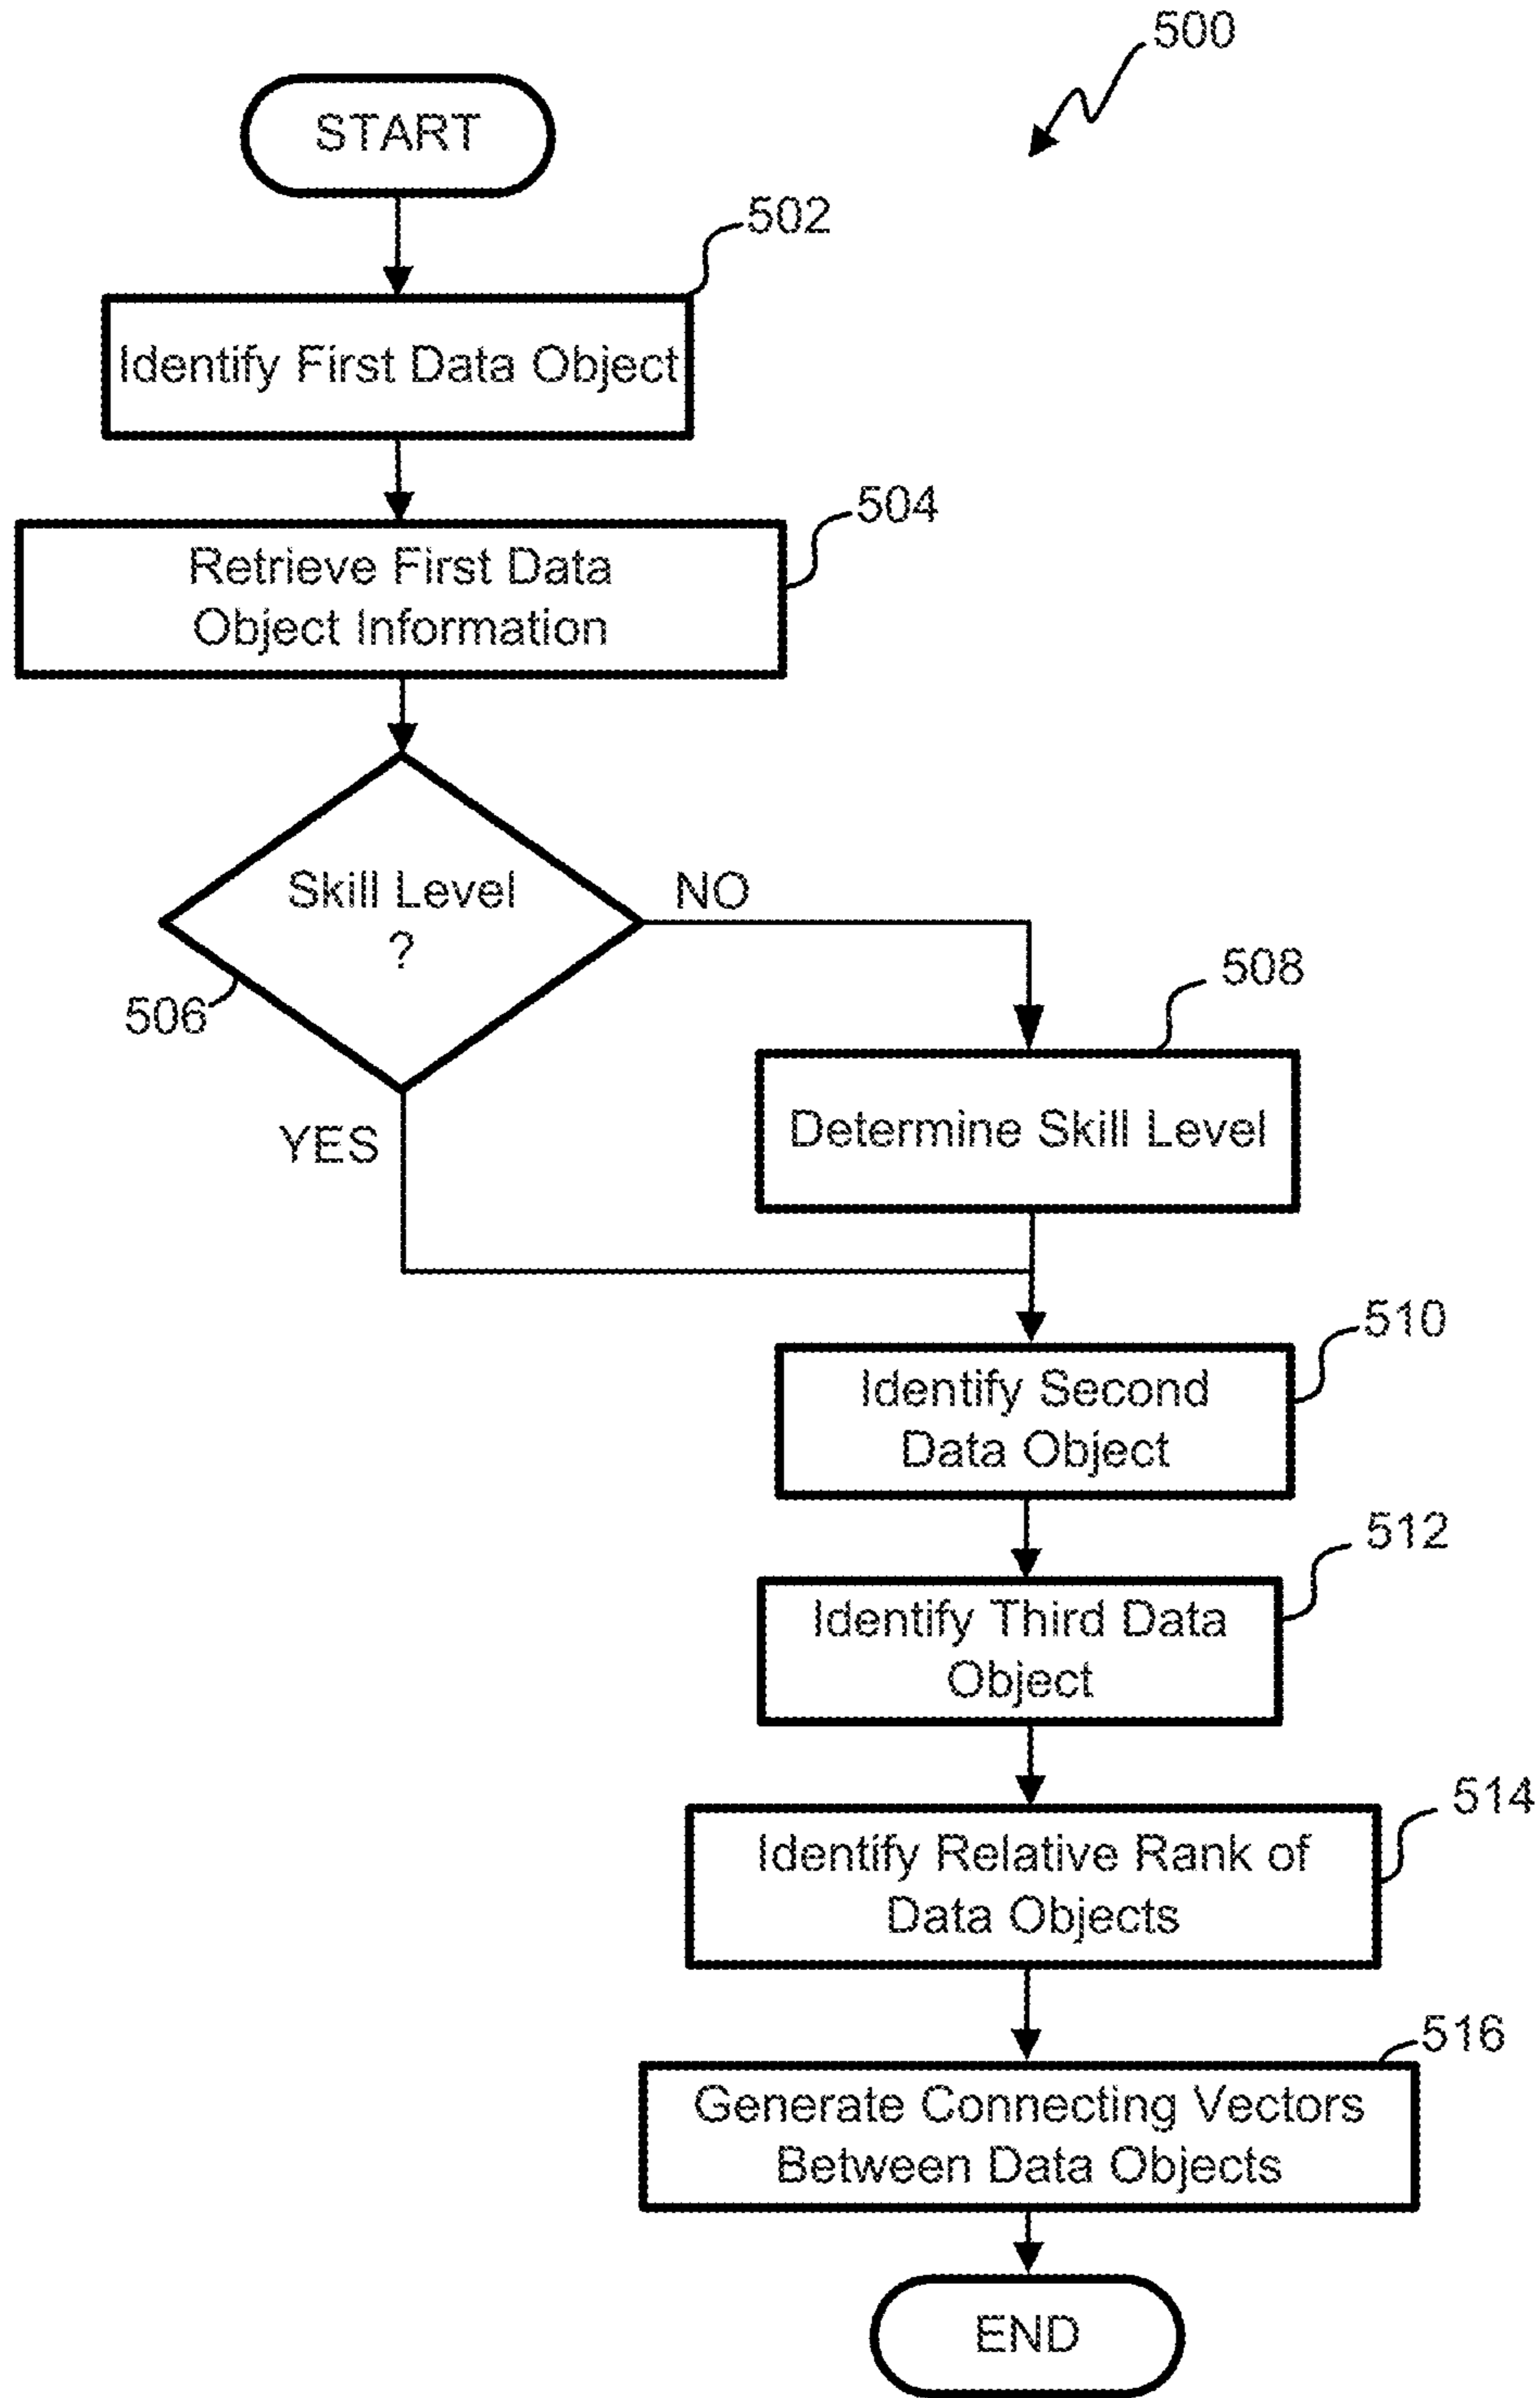 500
START
502
Identify First Data Object
504
Retrieve First Data
Object Information
Skill Level
?
NO
506
YES
508
Determine Skill Level
510
Identify Second
Data Object
512
Identify Third Data
Object
514
Identify Relative Rank of
Data Objects
516
Generate Connecting Vectors
Between Data Objects
END